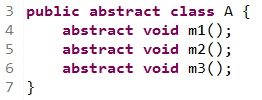 3 public abstract class A {
4     abstract void m1();
5     abstract void m2();
6     abstract void m3();
7 }